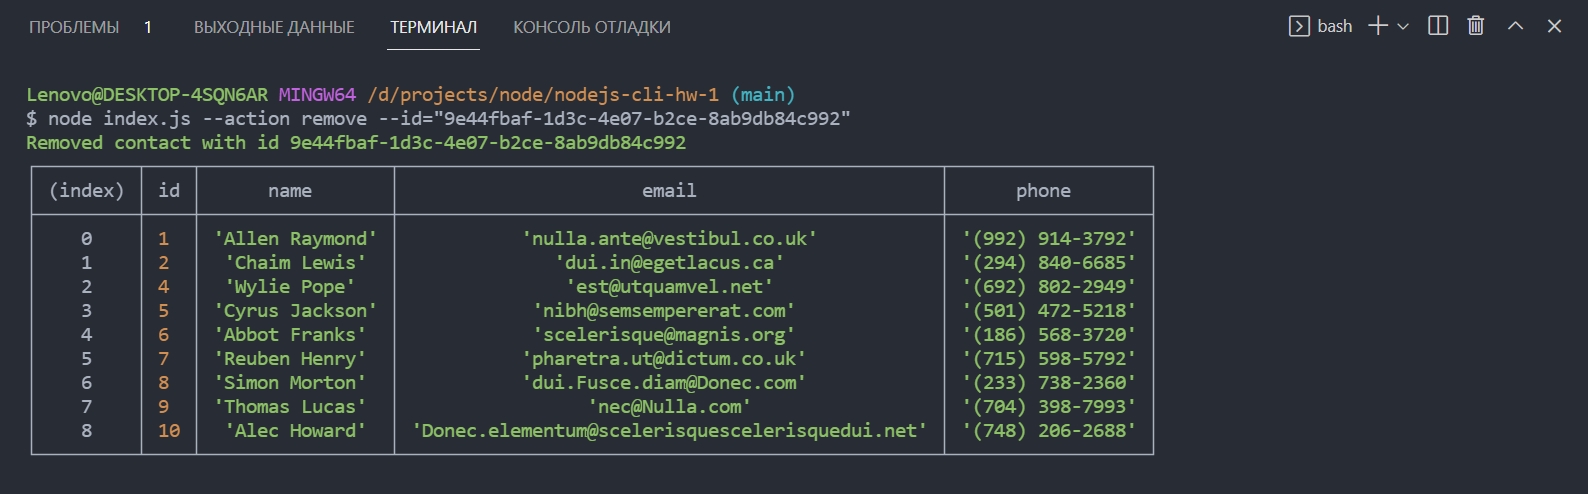 ПРОБЛЕМЫ 1 ВЫХОДНЫЕ ДАННЫЕ ТЕРМИНАЛ КОНСОЛЬ ОТЛАДКИ bash
Lenovo@DESKTOP-4SQN6AR MINGW64 /d/projects/node/nodejs-cli-hw-1 (main)
$ node index.js --action remove --id="9e44fbaf-1d3c-4e07-b2ce-8ab9db84c992"
Removed contact with id 9e44fbaf-1d3c-4e07-b2ce-8ab9db84c992
(index) id name email phone
0 1 'Allen Raymond' 'nulla.ante@vestibul.co.uk' '(992) 914-3792'
1 2 'Chaim Lewis' 'dui.in@egetlacus.ca' '(294) 840-6685'
2 4 'Wylie Pope' 'est@utquamvel.net' '(692) 802-2949'
3 5 'Cyrus Jackson' 'nibh@semsempererat.com' '(501) 472-5218'
4 6 'Abbot Franks' 'scelerisque@magnis.org' '(186) 568-3720'
5 7 'Reuben Henry' 'pharetra.ut@dictum.co.uk' '(715) 598-5792'
6 8 'Simon Morton' 'dui.Fusce.diam@Donec.com' '(233) 738-2360'
7 9 'Thomas Lucas' 'nec@Nulla.com' '(704) 398-7993'
8 10 'Alec Howard' 'Donec.elementum@scelerisquescelerisquedui.net' '(748) 206-2688'